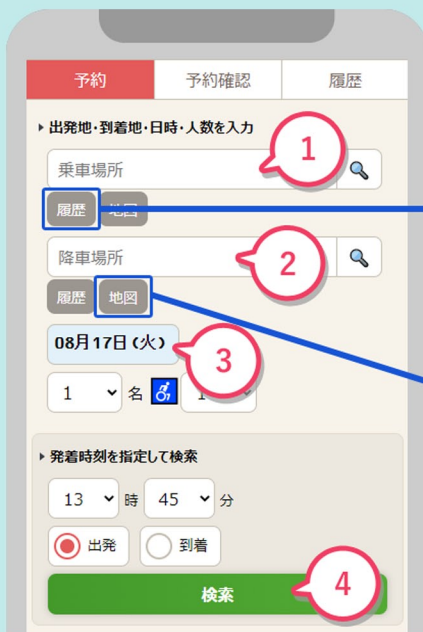 予約 予約確認 履歴
出発地・到着地・日時・人数を入力
1
乗車場所
履歴 地図
2
降車場所
履歴 地図
08月17日(火)
3
1 名 1
発着時刻を指定して検索
13 時 45 分
出発 到着
検索
4